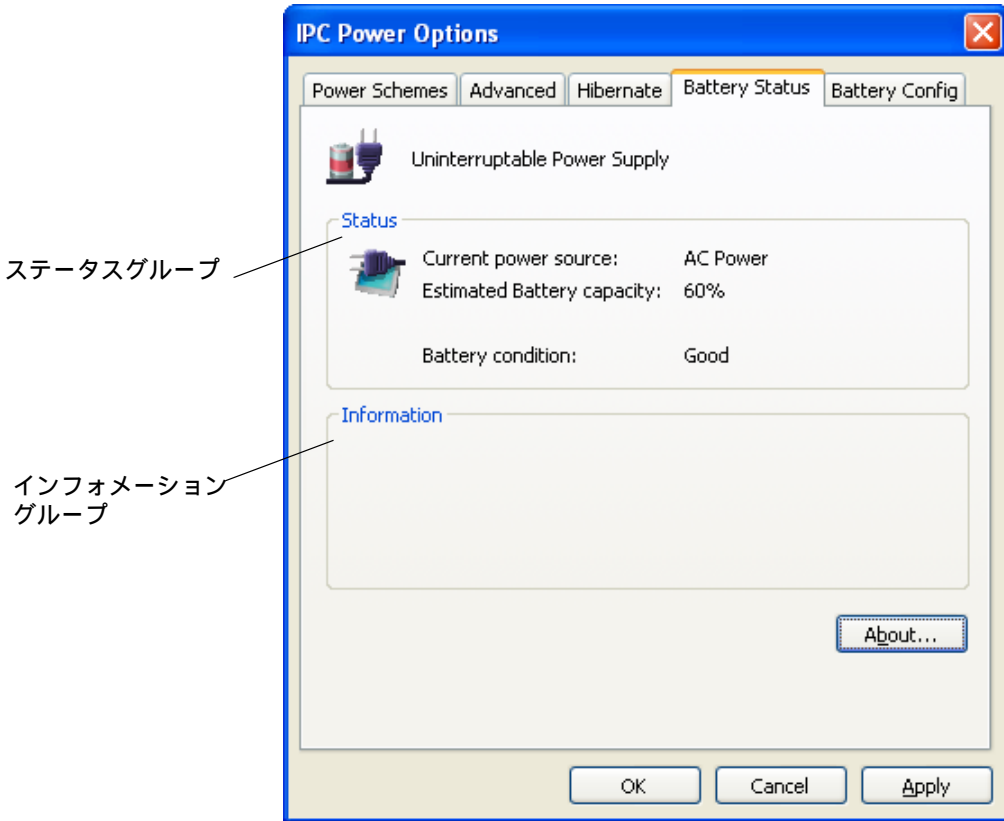 IPC Power Options
Power Schemes Advanced Hibernate Battery Status Battery Config
Uninterruptable Power Supply
Status
ステータスグループ
Current power source: AC Power
Estimated Battery capacity: 60%
Battery condition: Good
Information
インフォメーション
グループ
About...
OK Cancel Apply